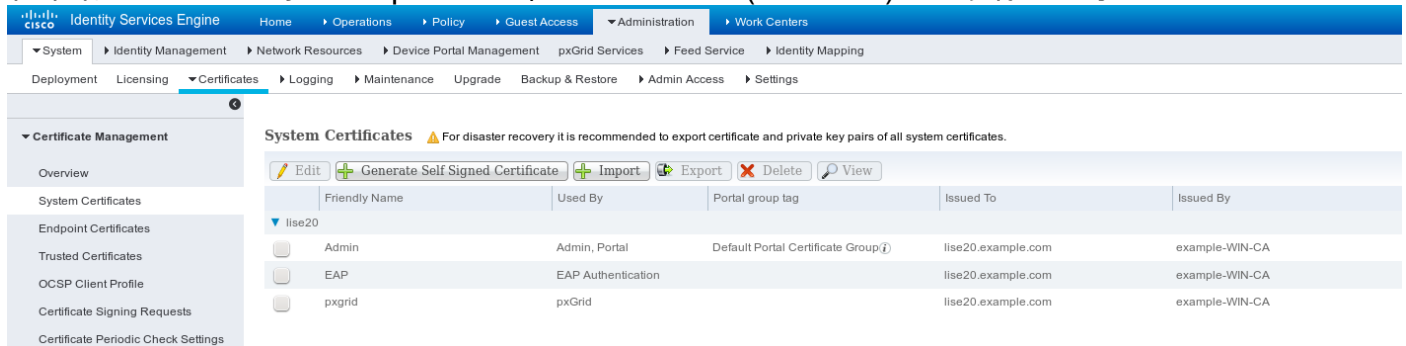 cisco Identity Services Engine Home Operations Policy Guest Access Administration Work Centers
System Identity Management Network Resources Device Portal Management pxGrid Services Feed Service Identity Mapping
Deployment Licensing Certificates Logging Maintenance Upgrade Backup & Restore Admin Access Settings
Certificate Management
Overview
System Certificates
Endpoint Certificates
Trusted Certificates
OCSP Client Profile
Certificate Signing Requests
Certificate Periodic Check Settings
System Certificates For disaster recovery it is recommended to export certificate and private key pairs of all system certificates.
Edit Generate Self Signed Certificate Import Export Delete View
Friendly Name Used By Portal group tag Issued To Issued By
lise20
Admin Admin, Portal Default Portal Certificate Group lise20.example.com example-WIN-CA
EAP EAP Authentication lise20.example.com example-WIN-CA
pxgrid pxGrid lise20.example.com example-WIN-CA